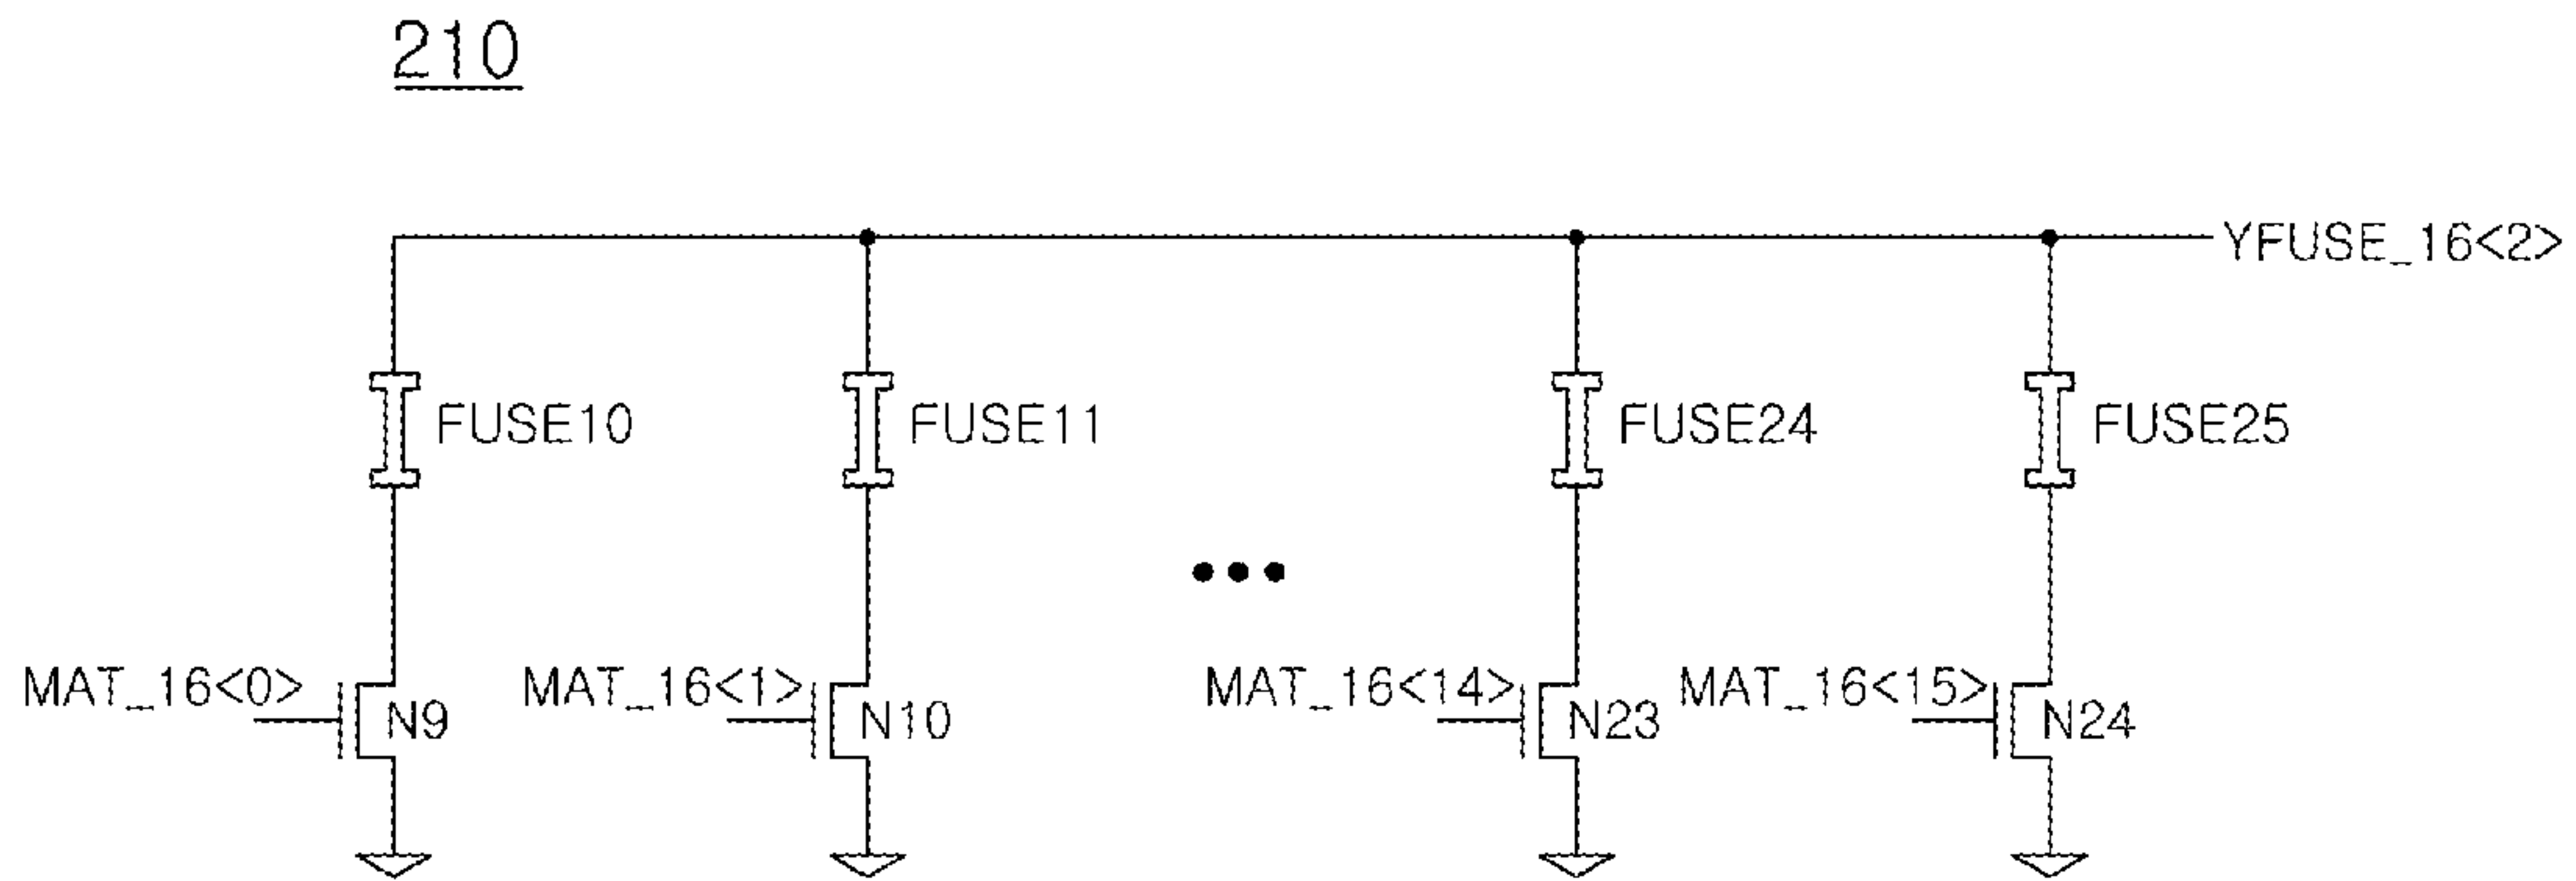 210
YFUSE_16<2>
FUSE10
FUSE11
FUSE24
FUSE25
MAT_16<0>
MAT_16<1>
MAT_16<14>
MAT_16<15>
N9
N10
N23
N24